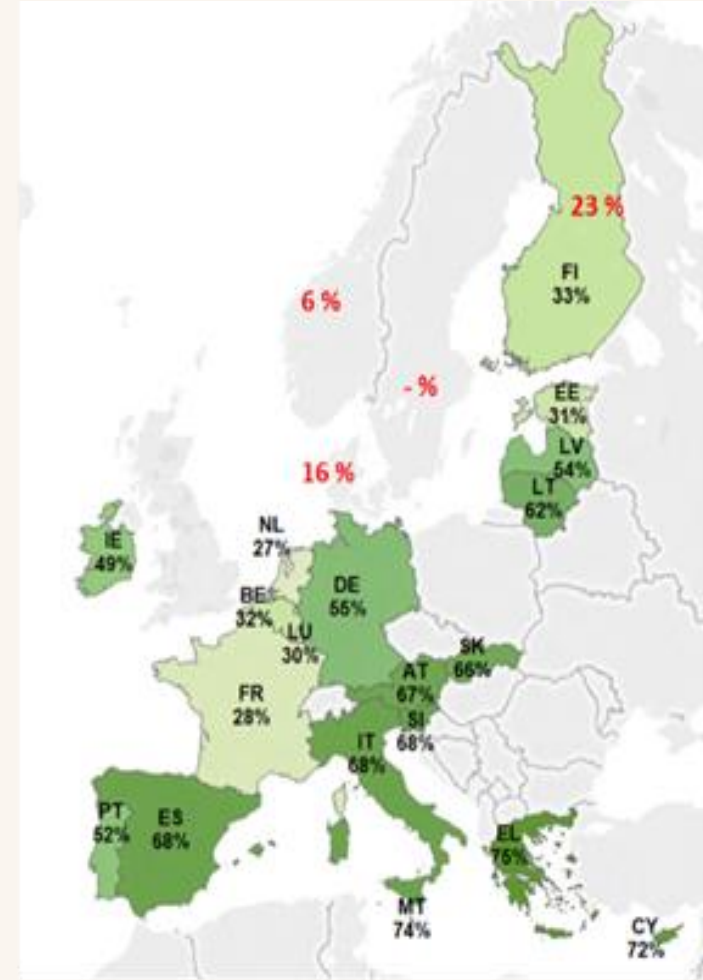 23 %
FI
33%
6 %
- %
EE
31%
LV
54%
16 %
LT
62%
NL
27%
IE
49%
DE
55%
BE
32%
LU
30%
SK
66%
AT
67%
FR
28%
SI
68%
IT
68%
PT
52%
ES
68%
EL
75%
MT
74%
CY
72%